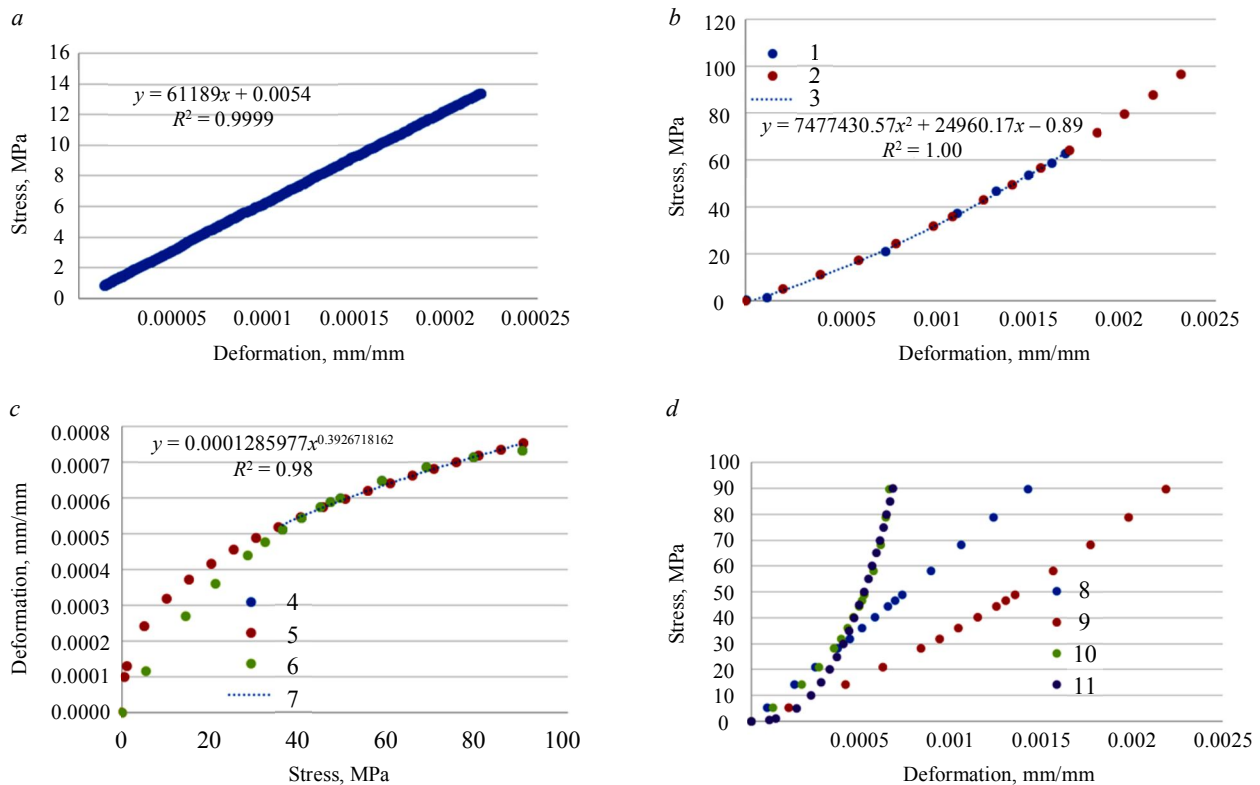 a
16
14
12
10
8
6
4
2
0
Stress, MPa
y = 61189x + 0.0054
R² = 0.9999
0.00005 0.0001 0.00015 0.0002 0.00025
Deformation, mm/mm
b
120
100
80
60
40
20
0
Stress, MPa
1
2
3
y = 7477430.57x² + 24960.17x – 0.89
R² = 1.00
0.0005 0.001 0.0015 0.002 0.0025
Deformation, mm/mm
c
0.0008
0.0007
0.0006
0.0005
0.0004
0.0003
0.0002
0.0001
0.0000
Deformation, mm/mm
y = 0.0001285977x^0.3926718162
R² = 0.98
4
5
6
7
0 20 40 60 80 100
Stress, MPa
d
100
90
80
70
60
50
40
30
20
10
0
Stress, MPa
8
9
10
11
0.0005 0.001 0.0015 0.002 0.0025
Deformation, mm/mm